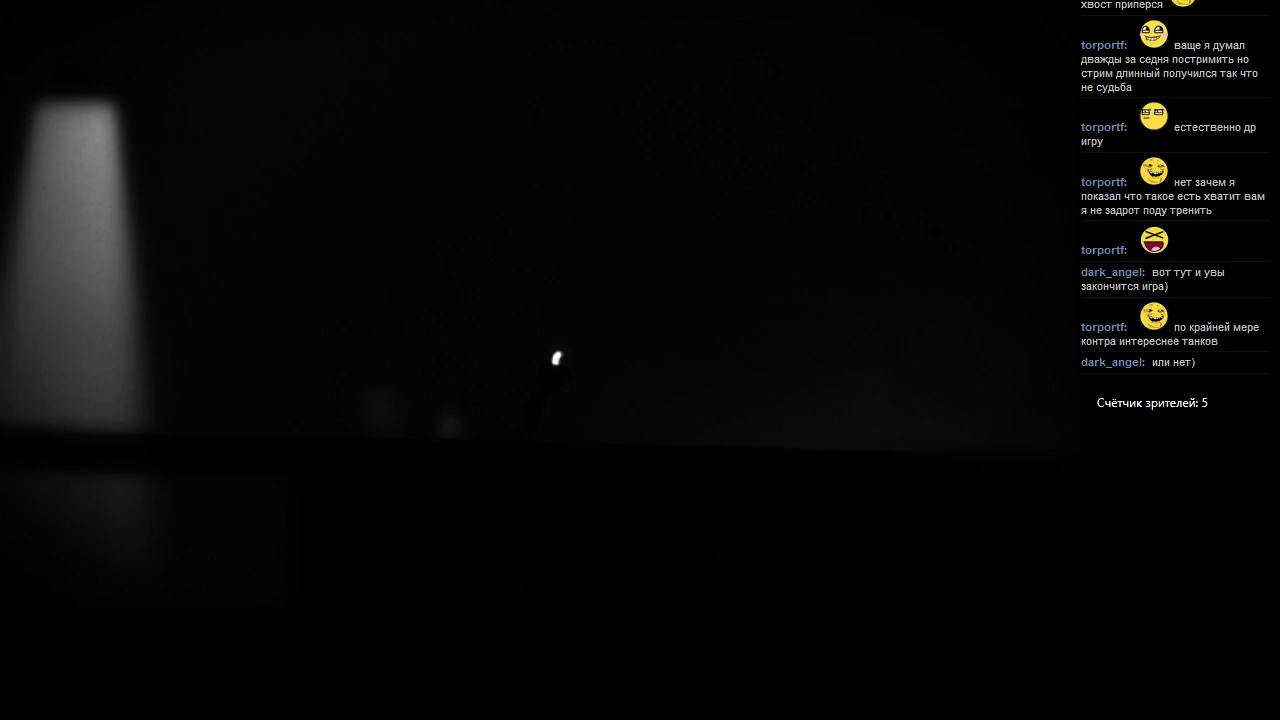 хвост приперся
torportf: ваще я думал
дважды за седня постримить но
стрим длинный получился так что
не судьба
torportf: естественно др
игру
torportf: нет зачем я
показал что такое есть хватит вам
я не задрот поду тренить
torportf:
dark_angel: вот тут и увы
закончится игра)
torportf: по крайней мере
контра интереснее танков
dark_angel: или нет)
Счётчик зрителей: 5